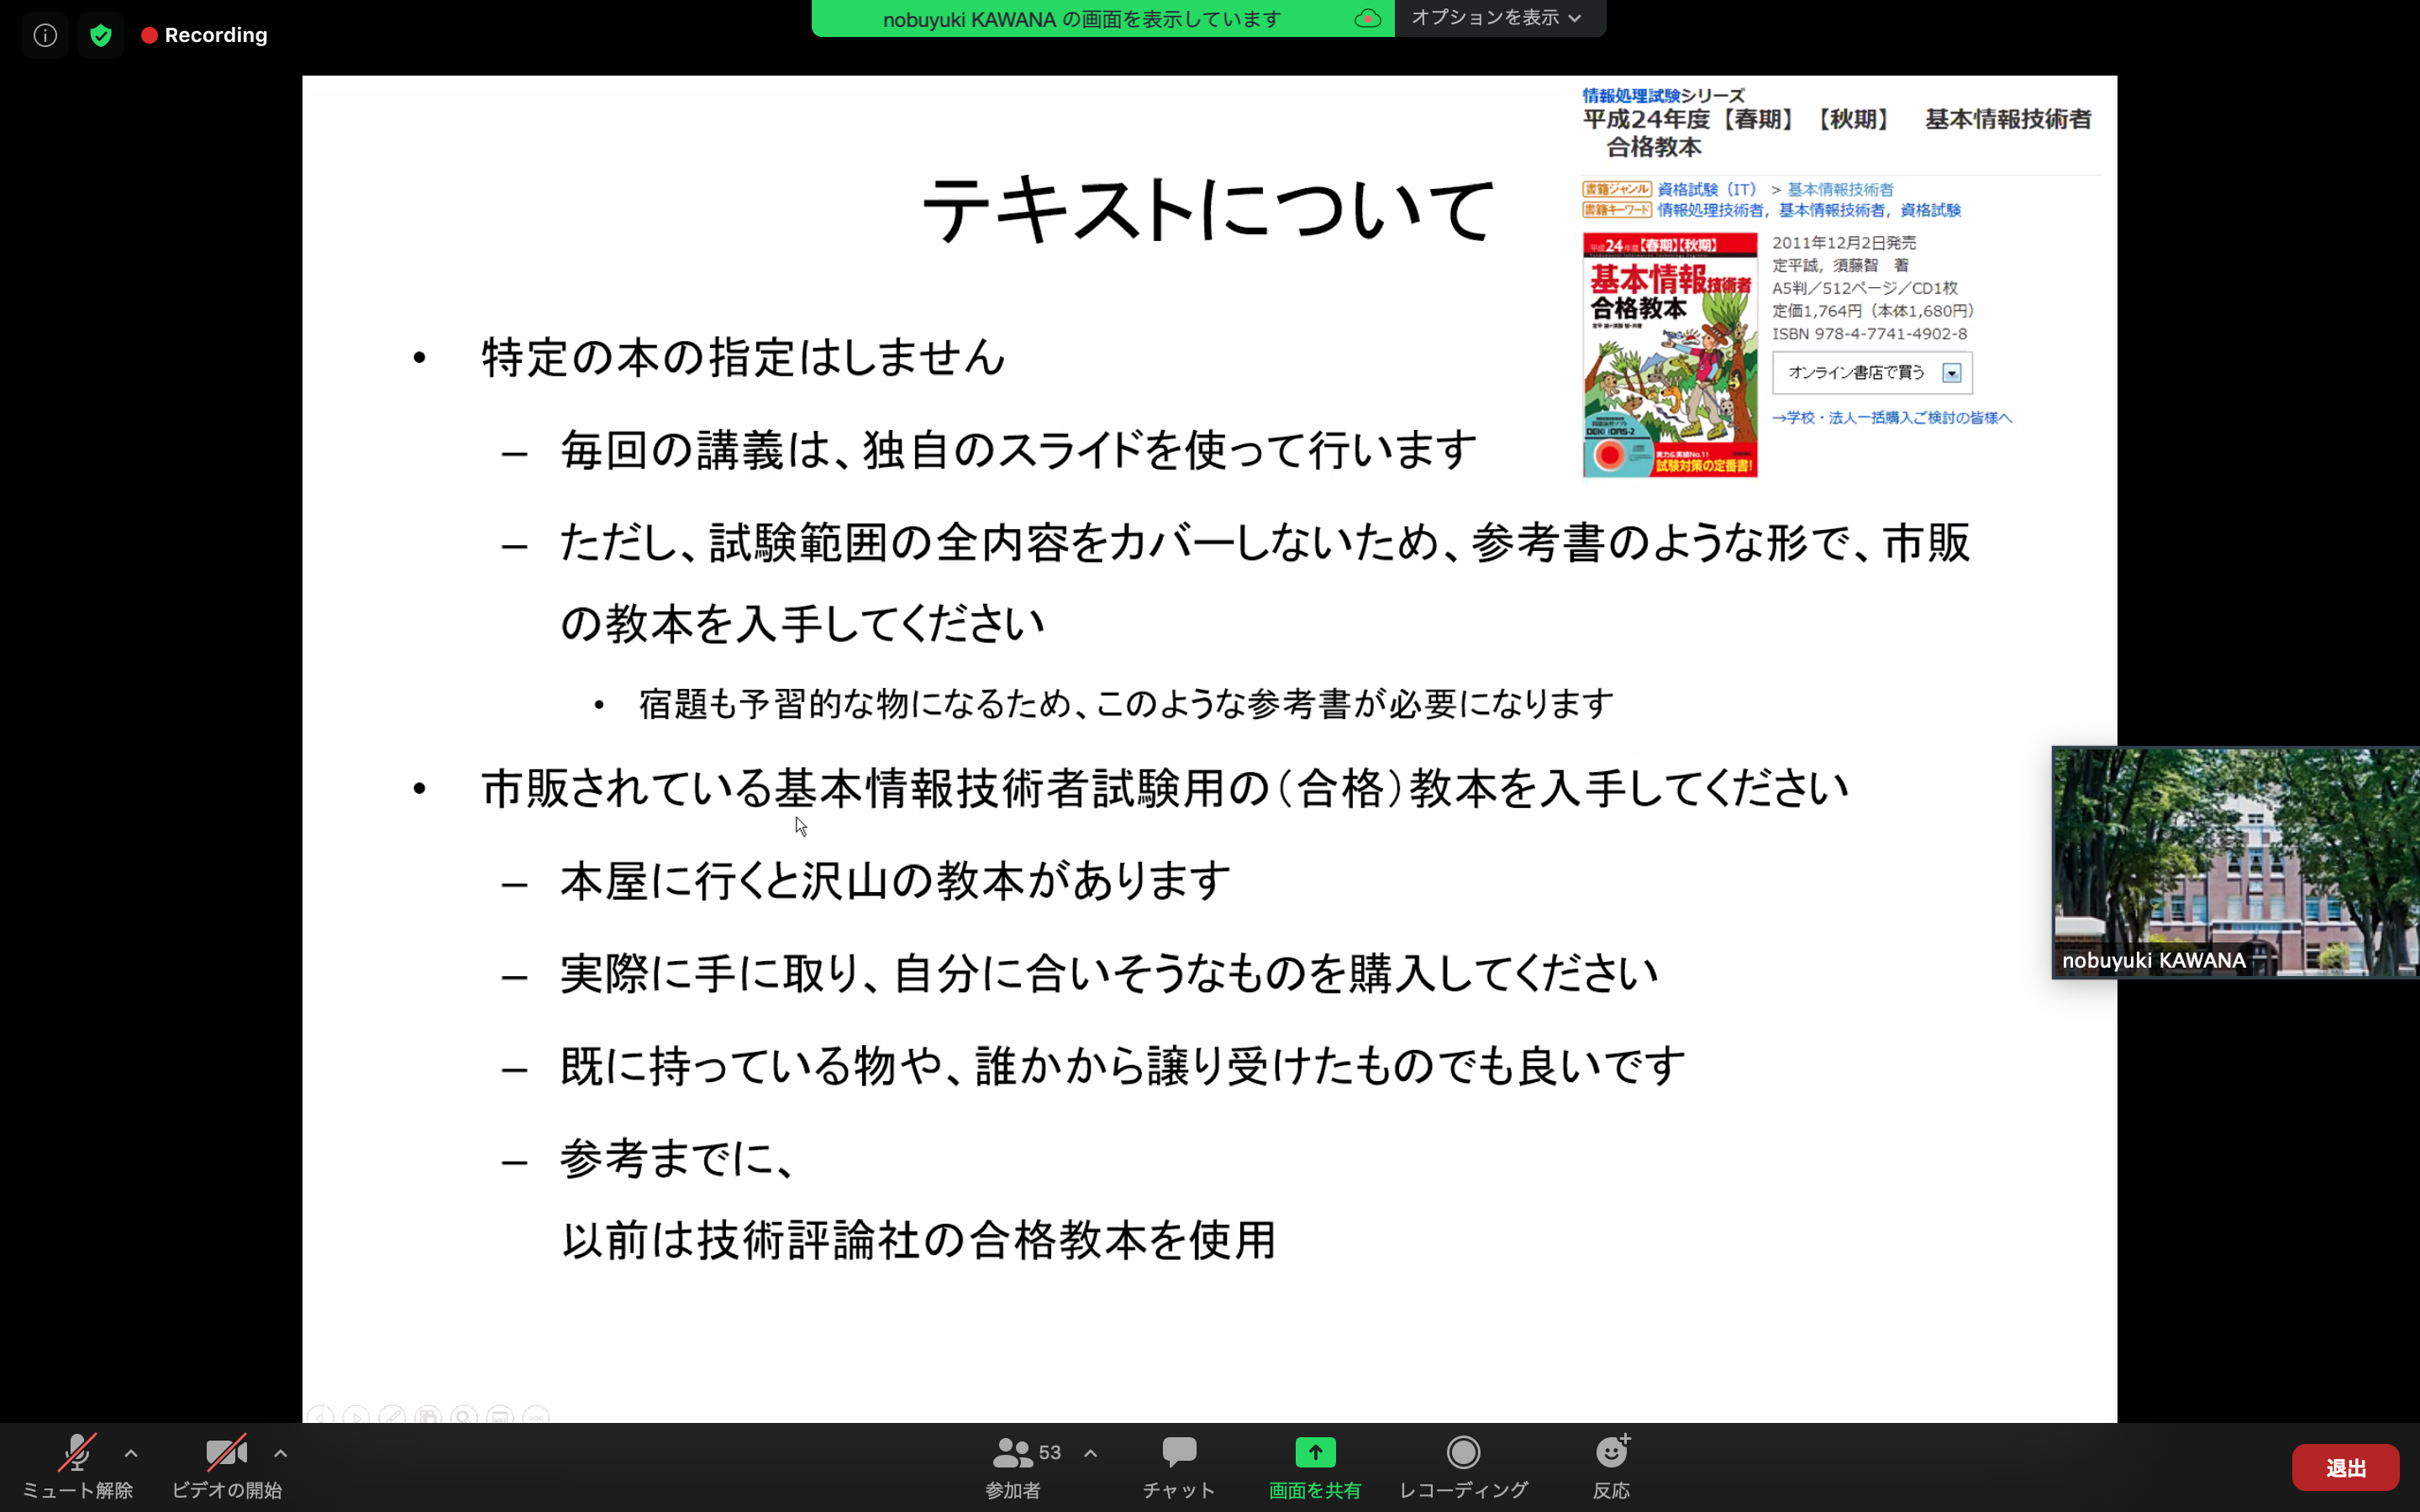 Recording
nobuyuki KAWANA の画面を表示しています
オプションを表示
テキストについて
情報処理試験シリーズ
平成24年度【春期】【秋期】 基本情報技術者
合格教本
書籍ジャンル 資格試験（IT） > 基本情報技術者
書籍キーワード 情報処理技術者，基本情報技術者，資格試験
平成24年度【春期】【秋期】
基本情報技術者
合格教本
DEKIDAS-2
実力&実績No.1!
試験対策の定番書!
2011年12月2日発売
定平誠，須藤智 著
A5判／512ページ／CD1枚
定価1,764円（本体1,680円）
ISBN 978-4-7741-4902-8
オンライン書店で買う
→学校・法人一括購入ご検討の皆様へ
• 特定の本の指定はしません
– 毎回の講義は、独自のスライドを使って行います
– ただし、試験範囲の全内容をカバーしないため、参考書のような形で、市販
の教本を入手してください
• 宿題も予習的な物になるため、このような参考書が必要になります
• 市販されている基本情報技術者試験用の（合格）教本を入手してください
– 本屋に行くと沢山の教本があります
– 実際に手に取り、自分に合いそうなものを購入してください
– 既に持っている物や、誰かから譲り受けたものでも良いです
– 参考までに、
以前は技術評論社の合格教本を使用
nobuyuki KAWANA
ミュート解除
ビデオの開始
53
参加者
チャット
画面を共有
レコーディング
反応
退出